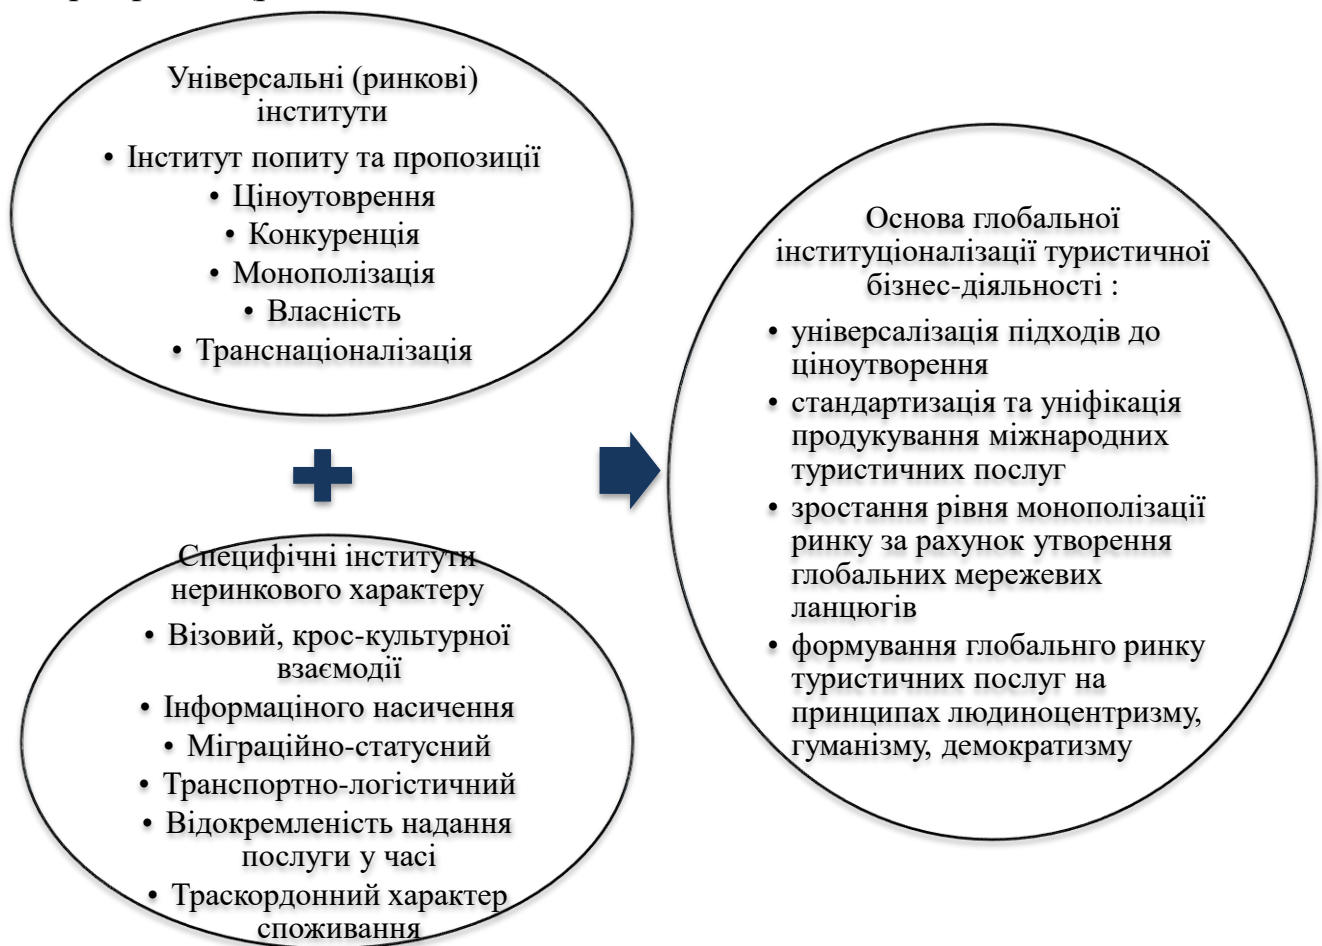 Універсальні (ринкові)
інститути
• Інститут попиту та пропозиції
• Ціноутоврення
• Конкуренція
• Монополізація
• Власність
• Транснаціоналізація
Специфічні інститути
неринкового характеру
• Візовий, крос-культурної
взаємодії
• Інформаціного насичення
• Міграційно-статусний
• Транспортно-логістичний
• Відокремленість надання
послуги у часі
• Траскордонний характер
споживання
Основа глобальної
інституціоналізації туристичної
бізнес-діяльності :
• універсалізація підходів до
ціноутворення
• стандартизація та уніфікація
продукування міжнародних
туристичних послуг
• зростання рівня монополізації
ринку за рахунок утворення
глобальних мережевих
ланцюгів
• формування глобальнго ринку
туристичних послуг на
принципах людиноцентризму,
гуманізму, демократизму